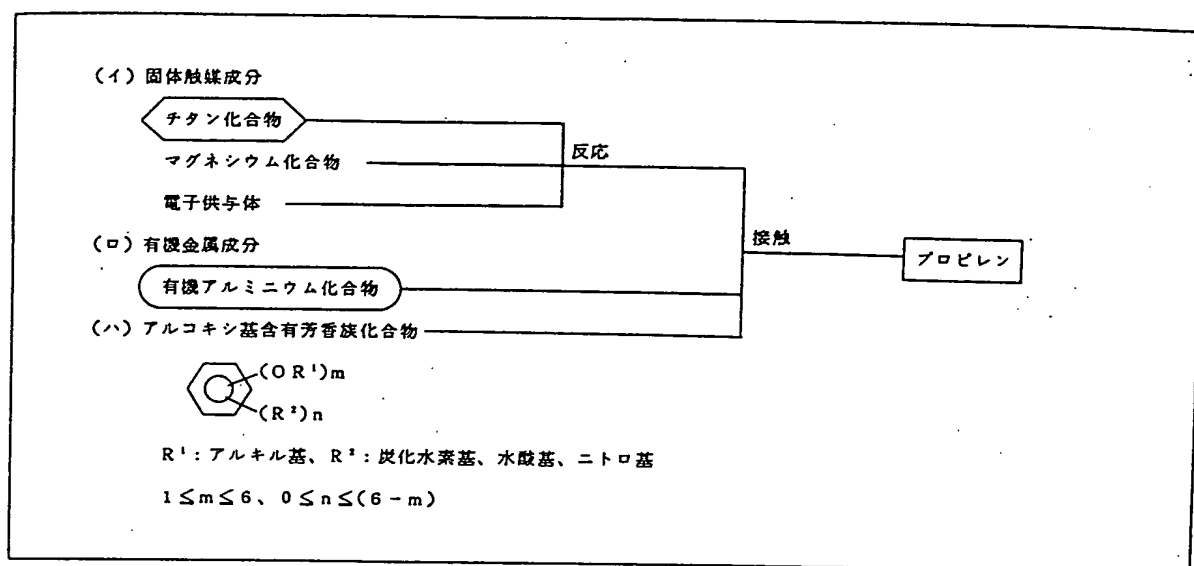 (イ) 固体触媒成分
チタン化合物
マグネシウム化合物
電子供与体
反応
(ロ) 有機金属成分
有機アルミニウム化合物
接触
プロピレン
(ハ) アルコキシ基含有芳香族化合物
(OR¹)m
(R²)n
R¹:アルキル基、R²:炭化水素基、水酸基、ニトロ基
1≦m≦6、0≦n≦(6-m)